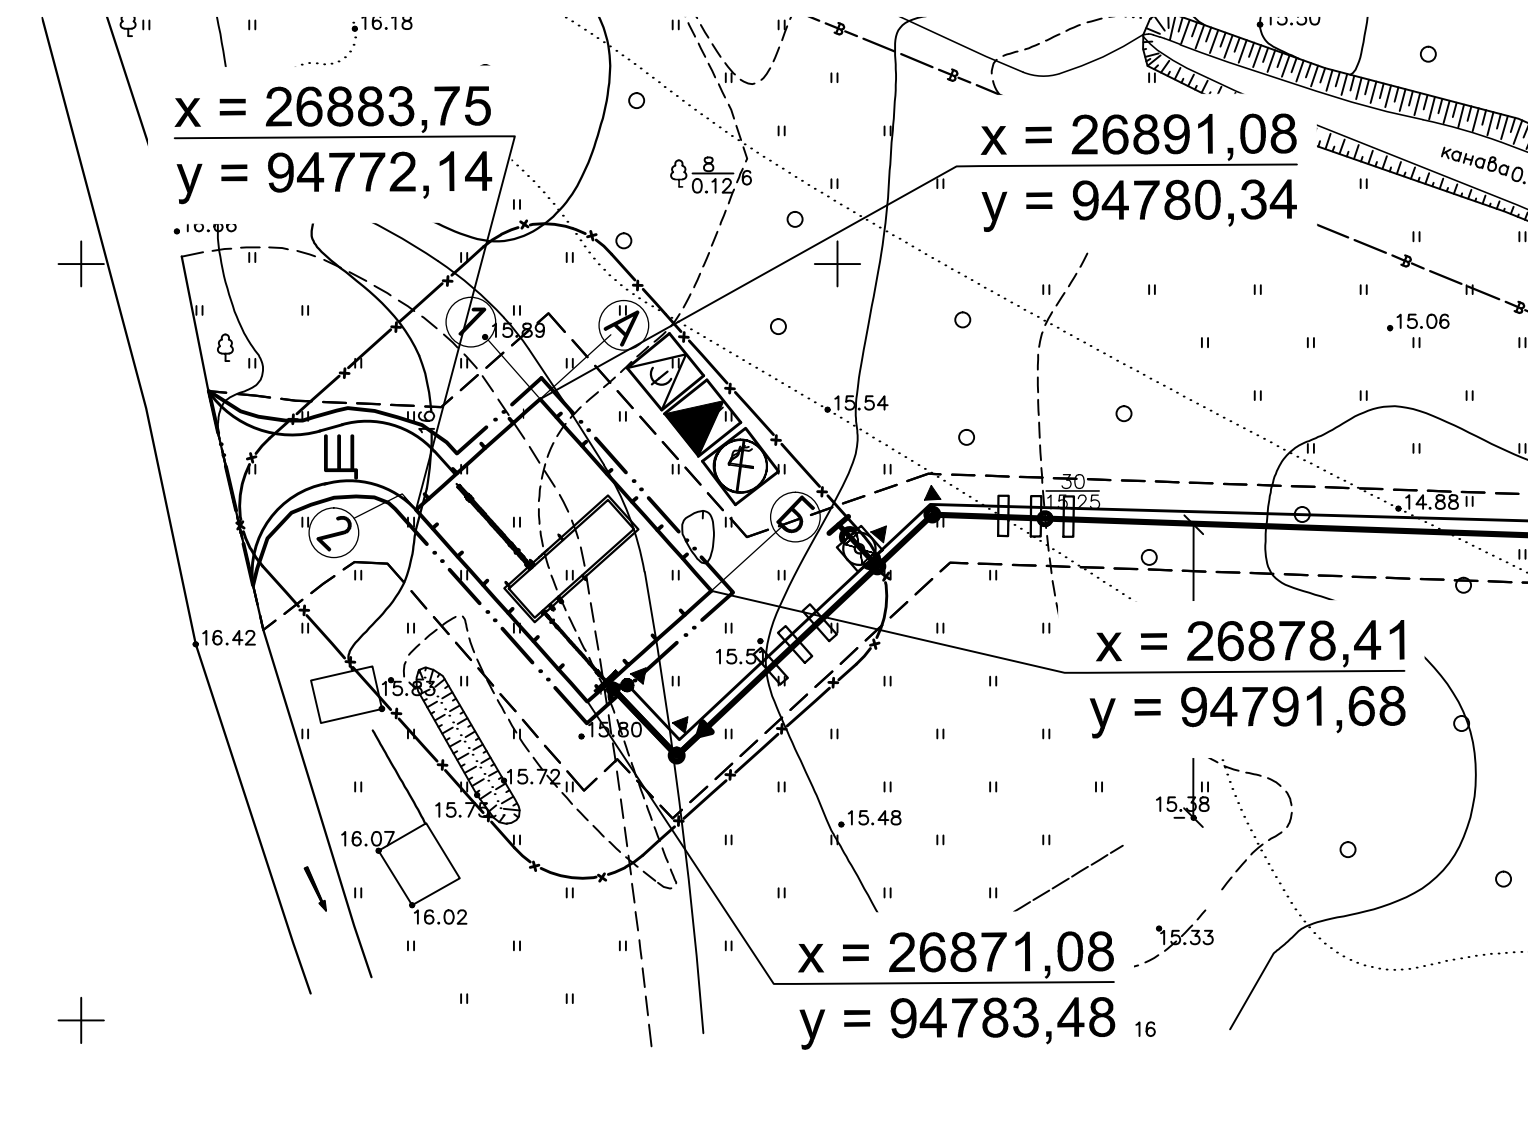 16.18
15.50
x = 26883,75
y = 94772,14
x = 26891,08
y = 94780,34
канава0.
В
В
В
В
8
0.12
6
16.66
1
15.89
А
15.06
15.54
16
Щ
2
Б
30
15.25
14.88
16.42
15.51
x = 26878,41
y = 94791,68
15.83
15.80
15.72
15.75
15.38
15.48
16.07
16.02
15.33
x = 26871,08
y = 94783,48
16